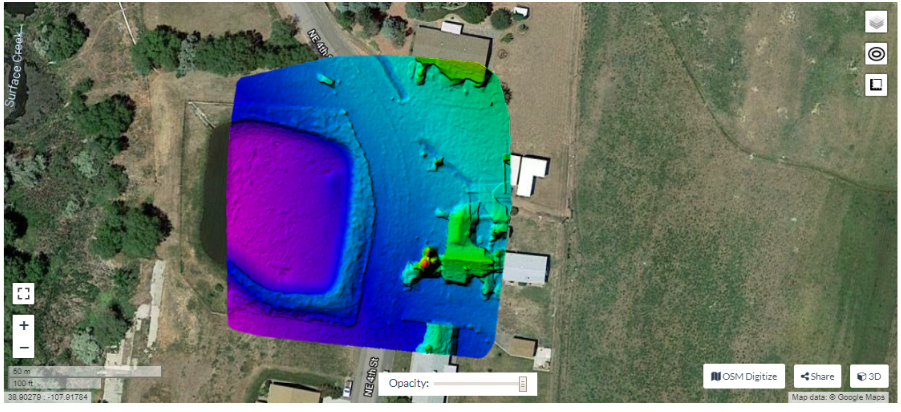 Surface Creek
NE 4th
NE 4th St
+
−
50 m
100 ft
38.90279 : -107.91784
Opacity:
OSM Digitize
Share
3D
Map data: © Google Maps